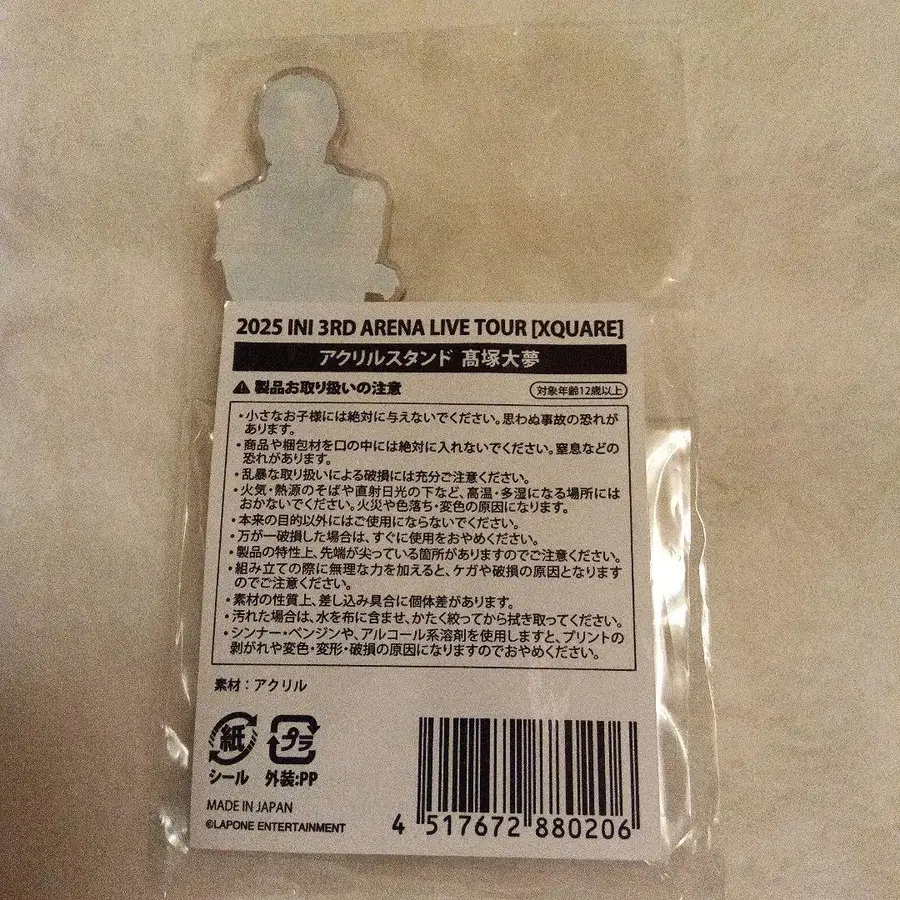 2025 INI 3RD ARENA LIVE TOUR [XQUARE]
アクリルスタンド 髙塚大夢
⚠ 製品お取り扱いの注意
対象年齢12歳以上
・小さなお子様には絶対に与えないでください。思わぬ事故の恐れが
あります。
・商品や梱包材を口の中には絶対に入れないでください。窒息などの
恐れがあります。
・乱暴な取り扱いによる破損には充分ご注意ください。
・火気・熱源のそばや直射日光の下など、高温・多湿になる場所には
おかないでください。火災や色落ち・変色の原因になります。
・本来の目的以外にはご使用にならないでください。
・万が一破損した場合は、すぐに使用をおやめください。
・製品の特性上、先端が尖っている箇所がありますのでご注意ください。
・組み立ての際に無理な力を加えると、ケガや破損の原因となります
のでご注意ください。
・素材の性質上、差し込み具合に個体差があります。
・汚れた場合は、水を布に含ませ、かたく絞ってから拭き取ってください。
・シンナー・ベンジンや、アルコール系溶剤を使用しますと、プリントの
剥がれや変色・変形・破損の原因になりますのでおやめください。
素材：アクリル
紙 プラ
シール 外装:PP
MADE IN JAPAN
©LAPONE ENTERTAINMENT
4 517672 880206